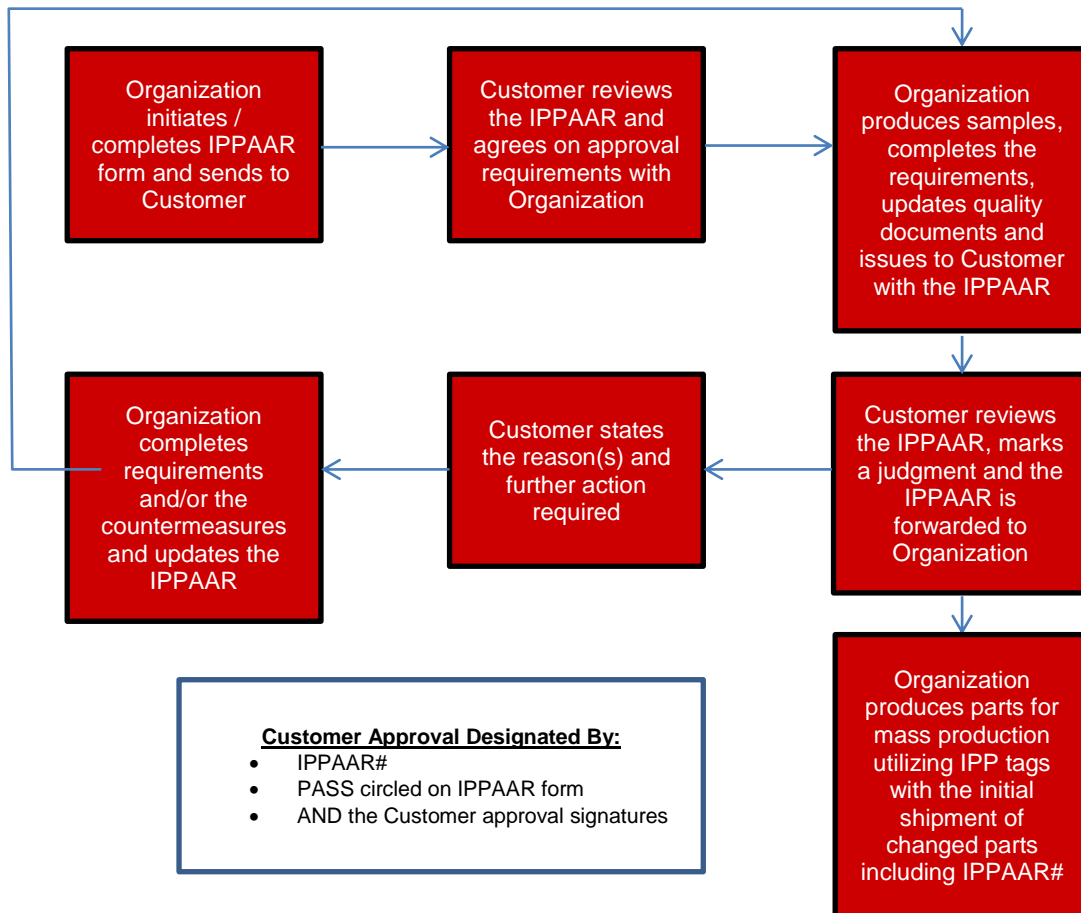 Organization
initiates /
completes IPPAAR
form and sends to
Customer
Customer reviews
the IPPAAR and
agrees on approval
requirements with
Organization
Organization
produces samples,
completes the
requirements,
updates quality
documents and
issues to Customer
with the IPPAAR
Customer reviews
the IPPAAR, marks
a judgment and the
IPPAAR is
forwarded to
Organization
Customer states
the reason(s) and
further action
required
Organization
completes
requirements
and/or the
countermeasures
and updates the
IPPAAR
Organization
produces parts for
mass production
utilizing IPP tags
with the initial
shipment of
changed parts
including IPPAAR#
Customer Approval Designated By:
• IPPAAR#
• PASS circled on IPPAAR form
• AND the Customer approval signatures